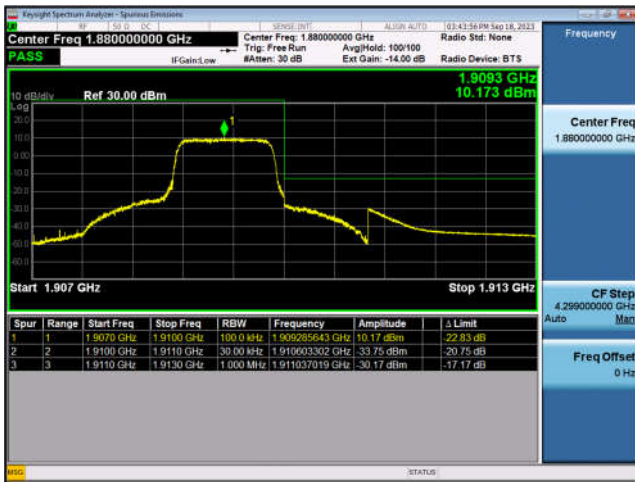 Keysight Spectrum Analyzer - Spurious Emissions
RF 50 Ω DC SENSE:INT ALIGN AUTO 03:43:56 PM Sep 18, 2023
Center Freq 1.880000000 GHz
PASS
IFGain:Low
Center Freq: 1.880000000 GHz
Trig: Free Run Avg|Hold: 100/100
#Atten: 30 dB Ext Gain: -14.00 dB
Radio Std: None
Radio Device: BTS
1.9093 GHz
10.173 dBm
10 dB/div Ref 30.00 dBm
Log
20.0
10.0
0.00
-10.0
-20.0
-30.0
-40.0
-50.0
-60.0
1
Start 1.907 GHz Stop 1.913 GHz
Spur Range Start Freq Stop Freq RBW Frequency Amplitude Δ Limit
1 1 1.9070 GHz 1.9100 GHz 100.0 kHz 1.909285643 GHz 10.17 dBm -22.83 dB
2 2 1.9100 GHz 1.9110 GHz 30.00 kHz 1.910603302 GHz -33.75 dBm -20.75 dB
3 3 1.9110 GHz 1.9130 GHz 1.000 MHz 1.911037019 GHz -30.17 dBm -17.17 dB
MSG STATUS
Frequency
Center Freq
1.880000000 GHz
CF Step
4.299000000 GHz
Auto Man
Freq Offset
0 Hz